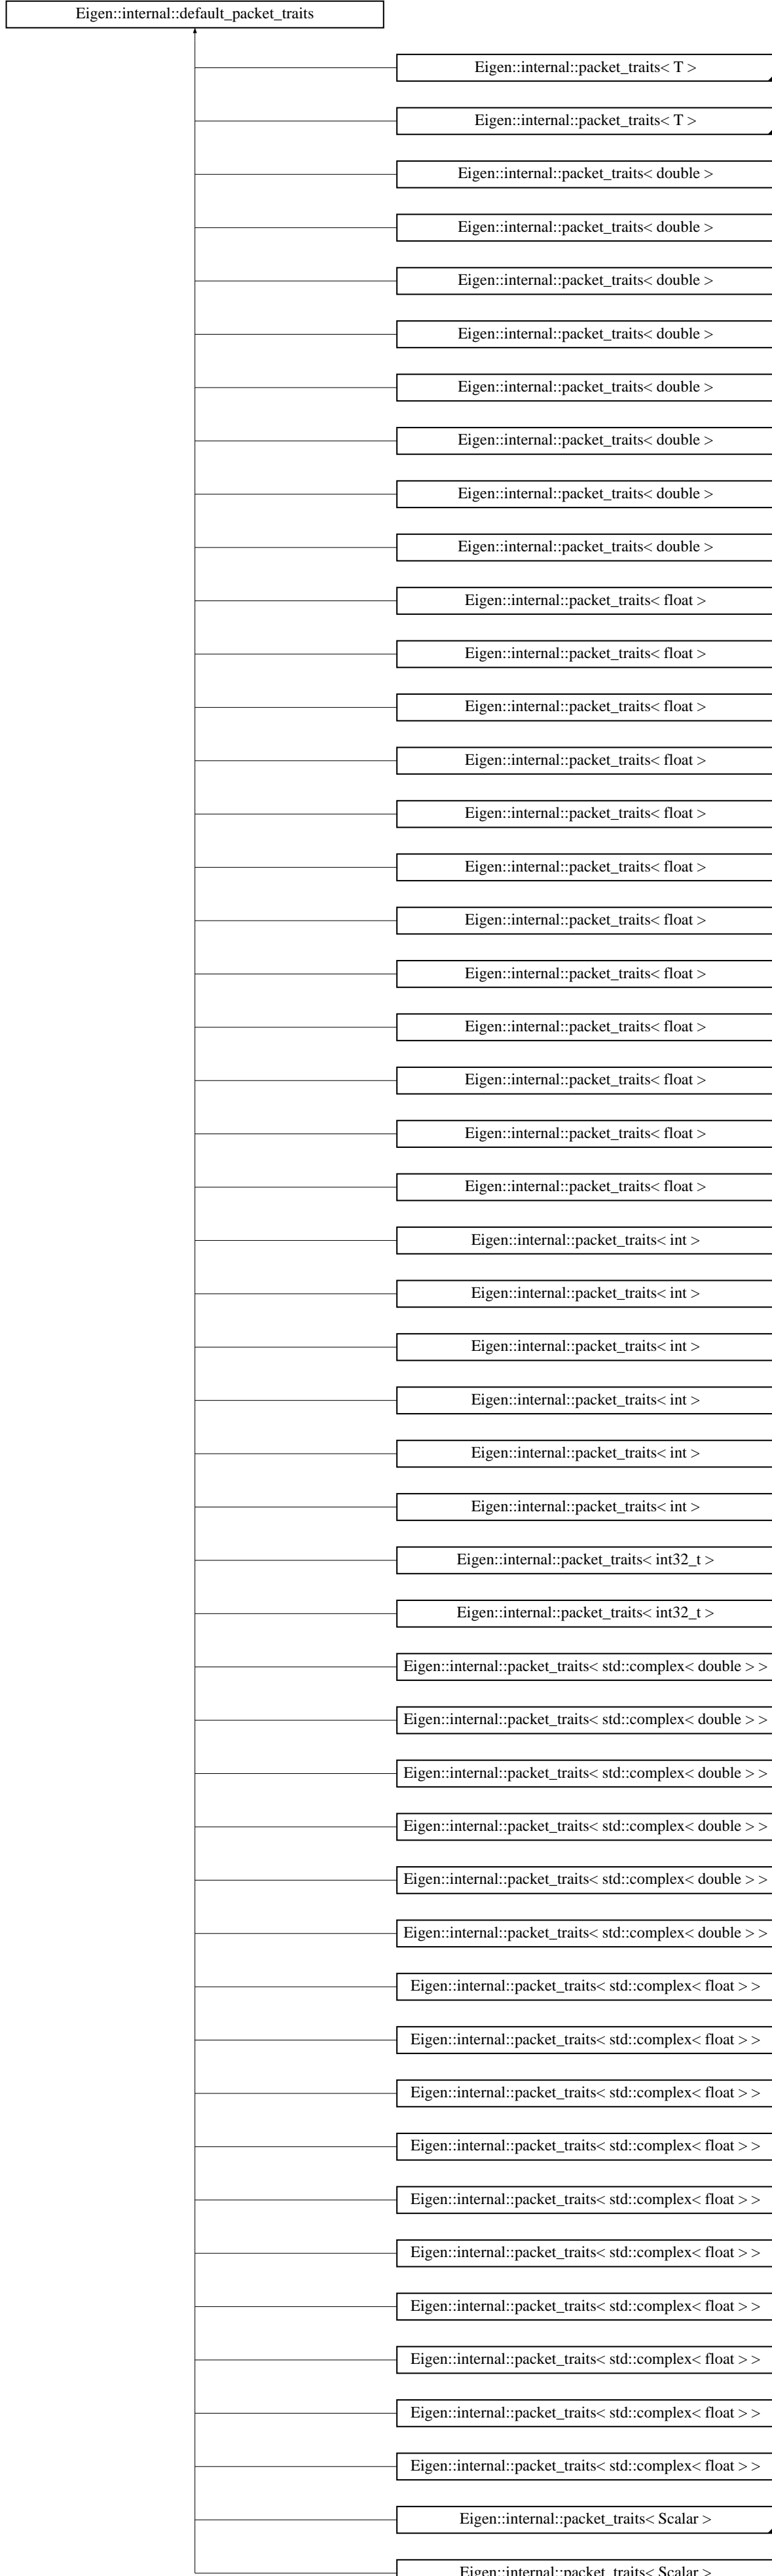 Eigen::internal::default_packet_traits
Eigen::internal::packet_traits< T >
Eigen::internal::packet_traits< T >
Eigen::internal::packet_traits< double >
Eigen::internal::packet_traits< double >
Eigen::internal::packet_traits< double >
Eigen::internal::packet_traits< double >
Eigen::internal::packet_traits< double >
Eigen::internal::packet_traits< double >
Eigen::internal::packet_traits< double >
Eigen::internal::packet_traits< double >
Eigen::internal::packet_traits< float >
Eigen::internal::packet_traits< float >
Eigen::internal::packet_traits< float >
Eigen::internal::packet_traits< float >
Eigen::internal::packet_traits< float >
Eigen::internal::packet_traits< float >
Eigen::internal::packet_traits< float >
Eigen::internal::packet_traits< float >
Eigen::internal::packet_traits< float >
Eigen::internal::packet_traits< float >
Eigen::internal::packet_traits< float >
Eigen::internal::packet_traits< float >
Eigen::internal::packet_traits< int >
Eigen::internal::packet_traits< int >
Eigen::internal::packet_traits< int >
Eigen::internal::packet_traits< int >
Eigen::internal::packet_traits< int >
Eigen::internal::packet_traits< int >
Eigen::internal::packet_traits< int32_t >
Eigen::internal::packet_traits< int32_t >
Eigen::internal::packet_traits< std::complex< double > >
Eigen::internal::packet_traits< std::complex< double > >
Eigen::internal::packet_traits< std::complex< double > >
Eigen::internal::packet_traits< std::complex< double > >
Eigen::internal::packet_traits< std::complex< double > >
Eigen::internal::packet_traits< std::complex< double > >
Eigen::internal::packet_traits< std::complex< float > >
Eigen::internal::packet_traits< std::complex< float > >
Eigen::internal::packet_traits< std::complex< float > >
Eigen::internal::packet_traits< std::complex< float > >
Eigen::internal::packet_traits< std::complex< float > >
Eigen::internal::packet_traits< std::complex< float > >
Eigen::internal::packet_traits< std::complex< float > >
Eigen::internal::packet_traits< std::complex< float > >
Eigen::internal::packet_traits< std::complex< float > >
Eigen::internal::packet_traits< std::complex< float > >
Eigen::internal::packet_traits< Scalar >
Eigen::internal::packet_traits< Scalar >